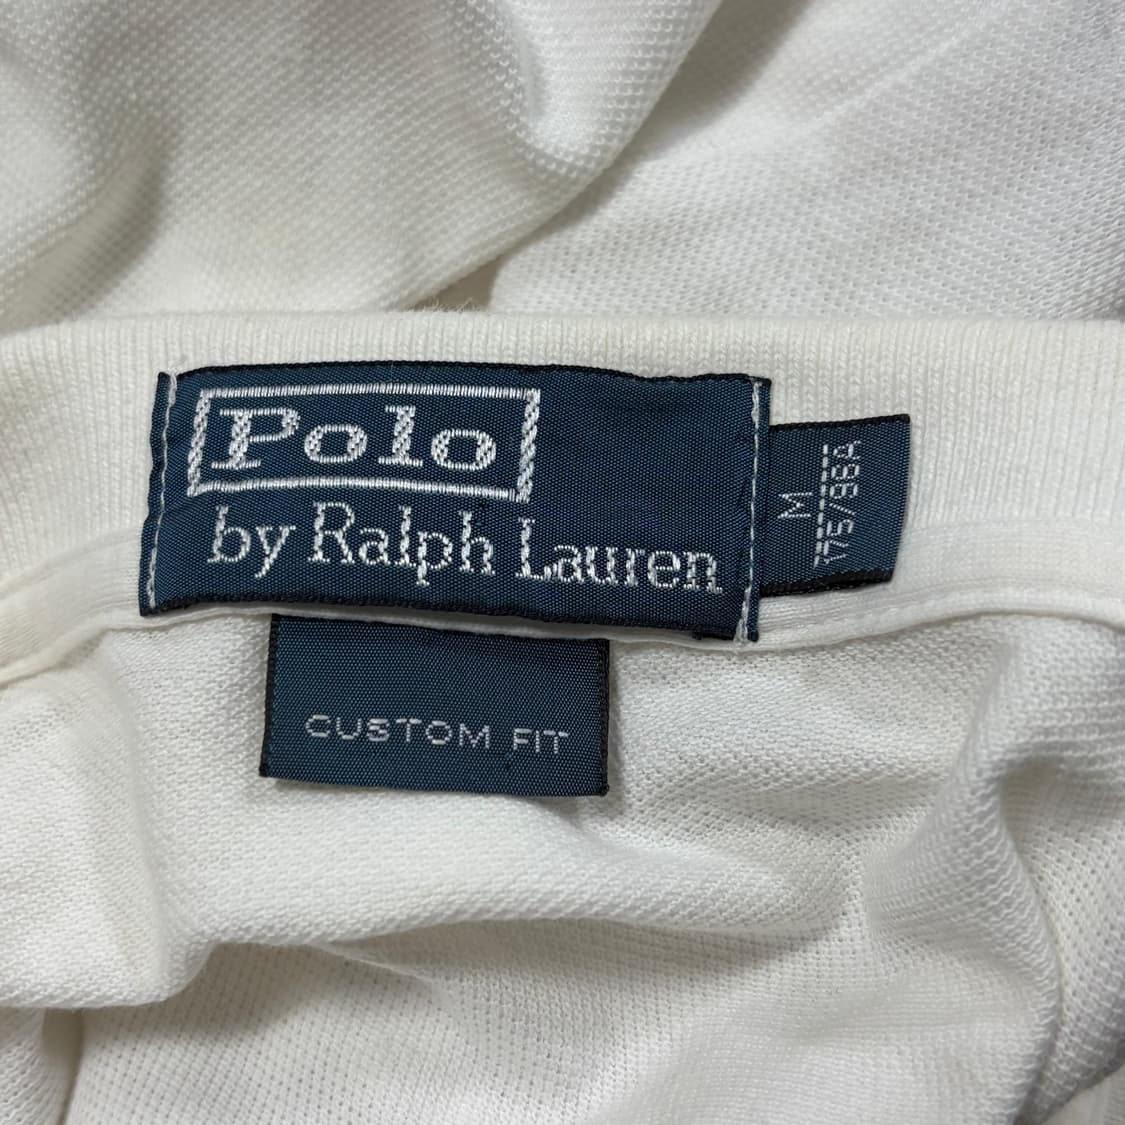 Polo
by Ralph Lauren
M
175/88A
CUSTOM FIT